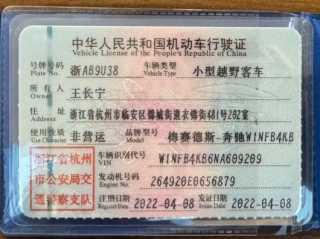 中华人民共和国机动车行驶证
Vehicle License of the People's Republic of China
号牌号码 浙AB9U38 车辆类型 小型越野客车
Plate No. Vehicle Type
所有人 王长宁
Owner
住址 浙江省杭州市临安区锦城街道衣锦街481号202室
Address
使用性质 非营运 品牌型号 梅赛德斯-奔驰W1NFB4KB
Use Character Model
浙江省杭州
市公安局交
通警察支队
车辆识别代号 W1NFB4KB6NA609209
VIN
发动机号码 264920E0656879
Engine No.
注册日期 2022-04-08 发证日期 2022-04-08
Register Date Issue Date